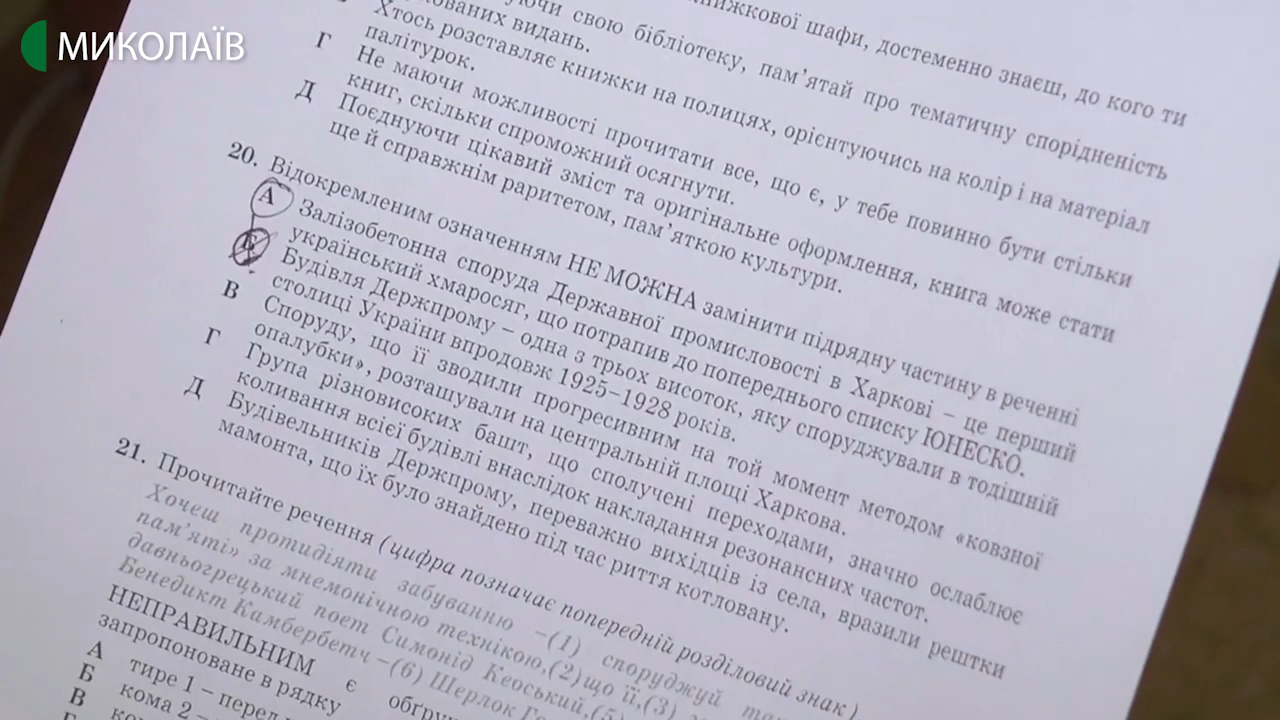 МИКОЛАЇВ
книжкової шафи, достеменно знаєш, до кого ти
свою бібліотеку, пам’ятай про тематичну спорідненість
видань.
Хтось розставляє книжки на полицях, орієнтуючись на колір і на матеріал
палітурок.
Г Не маючи можливості прочитати все, що є, у тебе повинно бути стільки
книг, скільки спроможний осягнути.
Д Поєднуючи цікавий зміст та оригінальне оформлення, книга може стати
ще й справжнім раритетом, пам’яткою культури.
20. Відокремленим означенням НЕ МОЖНА замінити підрядну частину в реченні
А Залізобетонна споруда Державної промисловості в Харкові – це перший
український хмаросяг, що потрапив до попереднього списку ЮНЕСКО.
Б Будівля Держпрому – одна з трьох висоток, яку споруджували в тодішній
столиці України впродовж 1925–1928 років.
В Споруду, що її зводили прогресивним на той момент методом «ковзної
опалубки», розташували на центральній площі Харкова.
Г Група різновисоких башт, що сполучені переходами, значно ослаблює
коливання всієї будівлі внаслідок накладання резонансних частот.
Д Будівельників Держпрому, переважно вихідців із села, вразили рештки
мамонта, що їх було знайдено під час риття котловану.
21. Прочитайте речення (цифра позначає попередній розділовий знак)
Хочеш протидіяти забуванню –(1) споруджуй
пам’яті» за мнемонічною технікою,(2)що її,(3)
давньогрецький поет Симонід Кеоський,(5)
Бенедикт Камбербетч –(6) Шерлок
НЕПРАВИЛЬНИМ є
запропоноване в рядку
А тире 1 – перед
Б кома 2 –
В